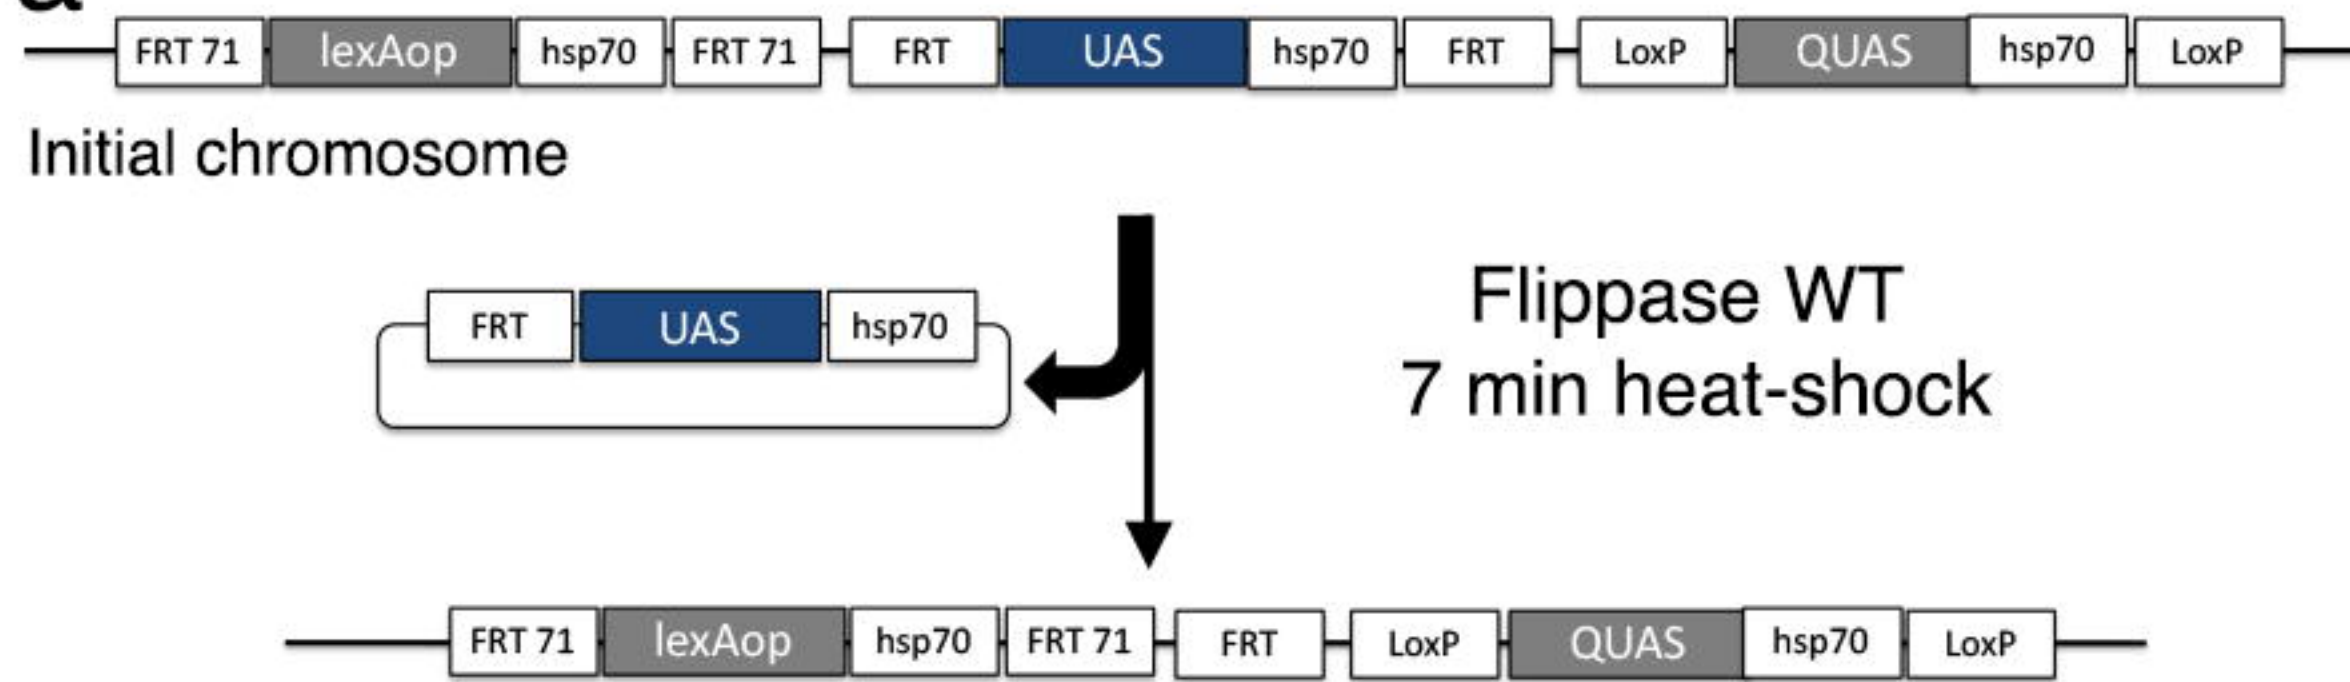 a
FRT 71 lexAop hsp70 FRT 71 FRT UAS hsp70 FRT LoxP QUAS hsp70 LoxP
Initial chromosome
FRT UAS hsp70
Flippase WT
7 min heat-shock
FRT 71 lexAop hsp70 FRT 71 FRT LoxP QUAS hsp70 LoxP